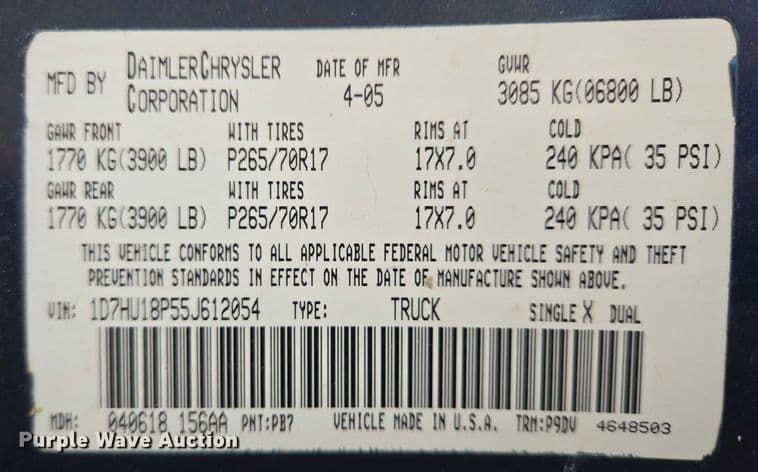 MFD BY DAIMLERCHRYSLER CORPORATION DATE OF MFR 4-05 GVWR 3085 KG(06800 LB)
GAWR FRONT WITH TIRES RIMS AT COLD
1770 KG(3900 LB) P265/70R17 17X7.0 240 KPA( 35 PSI)
GAWR REAR WITH TIRES RIMS AT COLD
1770 KG(3900 LB) P265/70R17 17X7.0 240 KPA( 35 PSI)
THIS VEHICLE CONFORMS TO ALL APPLICABLE FEDERAL MOTOR VEHICLE SAFETY AND THEFT
PREVENTION STANDARDS IN EFFECT ON THE DATE OF MANUFACTURE SHOWN ABOVE.
VIN: 1D7HU18P55J612054 TYPE: TRUCK SINGLE X DUAL
MDH: 040618 156AA PNT:PB7 VEHICLE MADE IN U.S.A. TRM:P9DV 4648503
Purple Wave Auction